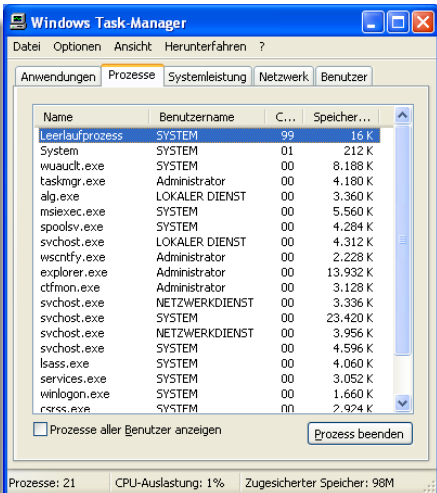 Windows Task-Manager
Datei Optionen Ansicht Herunterfahren ?
Anwendungen Prozesse Systemleistung Netzwerk Benutzer
Name Benutzername C... Speicher...
Leerlaufprozess SYSTEM 99 16 K
System SYSTEM 01 212 K
wuauclt.exe SYSTEM 00 8.188 K
taskmgr.exe Administrator 00 4.180 K
alg.exe LOKALER DIENST 00 3.360 K
msiexec.exe SYSTEM 00 5.560 K
spoolsv.exe SYSTEM 00 4.284 K
svchost.exe LOKALER DIENST 00 4.312 K
wscntfy.exe Administrator 00 2.228 K
explorer.exe Administrator 00 13.932 K
ctfmon.exe Administrator 00 3.128 K
svchost.exe NETZWERKDIENST 00 3.336 K
svchost.exe SYSTEM 00 23.420 K
svchost.exe NETZWERKDIENST 00 3.956 K
svchost.exe SYSTEM 00 4.596 K
lsass.exe SYSTEM 00 4.060 K
services.exe SYSTEM 00 3.052 K
winlogon.exe SYSTEM 00 1.660 K
csrss.exe SYSTEM 00 2.924 K
Prozesse aller Benutzer anzeigen
Prozess beenden
Prozesse: 21 CPU-Auslastung: 1% Zugesicherter Speicher: 98M